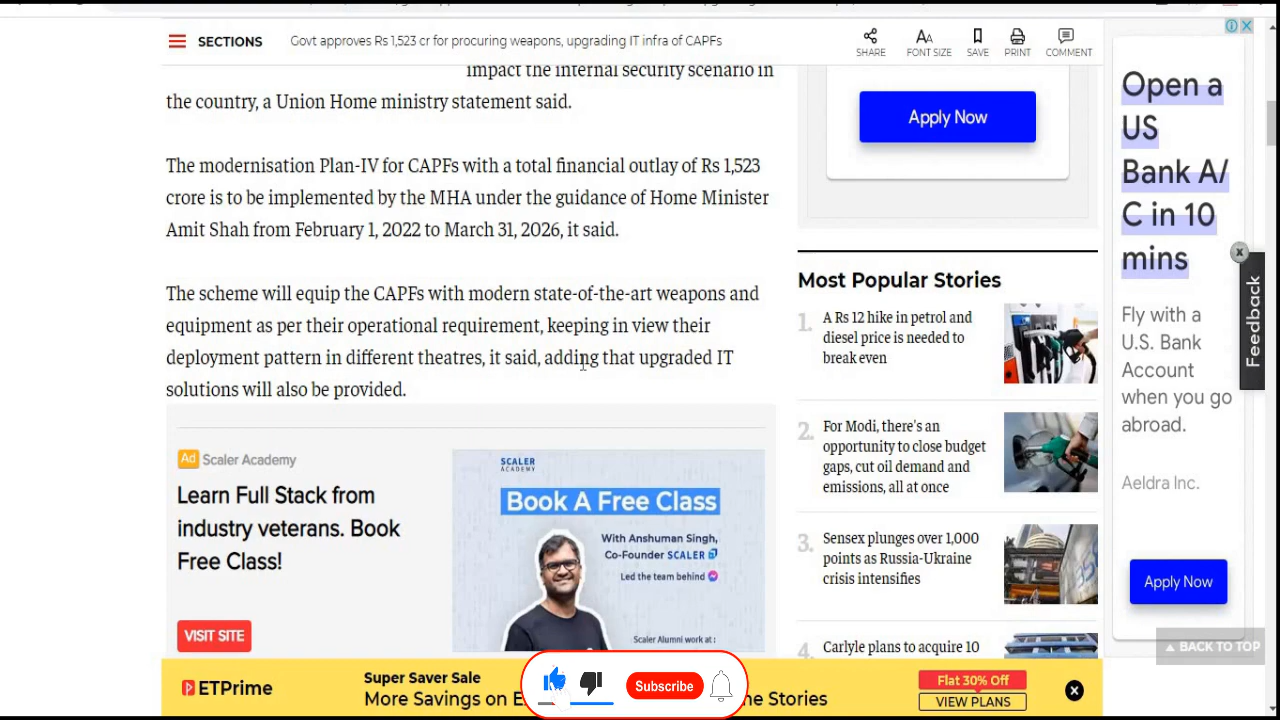 SECTIONS
Govt approves Rs 1,523 cr for procuring weapons, upgrading IT infra of CAPFs
SHARE
AA
FONT SIZE
SAVE
PRINT
COMMENT
impact the internal security scenario in
the country, a Union Home ministry statement said.
The modernisation Plan-IV for CAPFs with a total financial outlay of Rs 1,523
crore is to be implemented by the MHA under the guidance of Home Minister
Amit Shah from February 1, 2022 to March 31, 2026, it said.
The scheme will equip the CAPFs with modern state-of-the-art weapons and
equipment as per their operational requirement, keeping in view their
deployment pattern in different theatres, it said, adding that upgraded IT
solutions will also be provided.
Ad Scaler Academy
Learn Full Stack from
industry veterans. Book
Free Class!
VISIT SITE
SCALER
ACADEMY
Book A Free Class
With Anshuman Singh,
Co-Founder SCALER
Led the team behind
Scaler Alumni work at :
Apply Now
Most Popular Stories
1.
A Rs 12 hike in petrol and
diesel price is needed to
break even
2.
For Modi, there's an
opportunity to close budget
gaps, cut oil demand and
emissions, all at once
3.
Sensex plunges over 1,000
points as Russia-Ukraine
crisis intensifies
4.
Carlyle plans to acquire 10
Open a
US
Bank A/
C in 10
mins
Fly with a
U.S. Bank
Account
when you go
abroad.
Aeldra Inc.
Apply Now
x
Feedback
BACK TO TOP
ETPrime
Super Saver Sale
More Savings on E
ne Stories
Flat 30% Off
VIEW PLANS
Subscribe